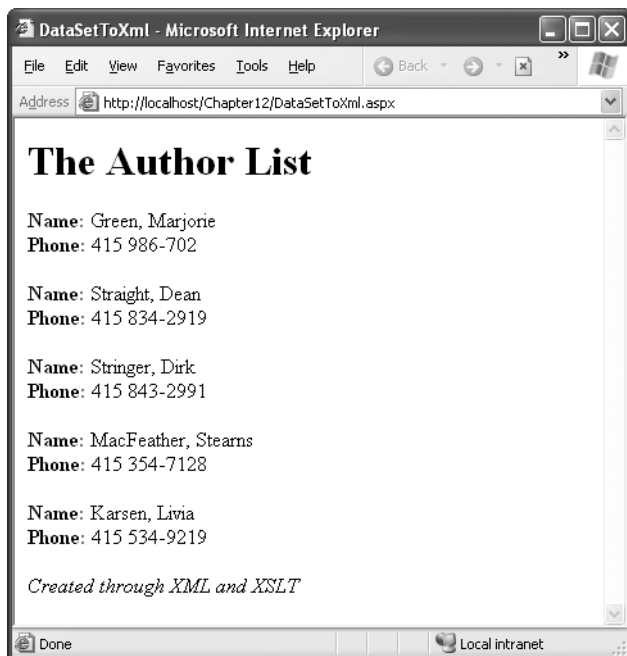 DataSetToXml - Microsoft Internet Explorer
File Edit View Favorites Tools Help Back »
Address http://localhost/Chapter12/DataSetToXml.aspx
The Author List
Name: Green, Marjorie
Phone: 415 986-702
Name: Straight, Dean
Phone: 415 834-2919
Name: Stringer, Dirk
Phone: 415 843-2991
Name: MacFeather, Stearns
Phone: 415 354-7128
Name: Karsen, Livia
Phone: 415 534-9219
Created through XML and XSLT
Done Local intranet